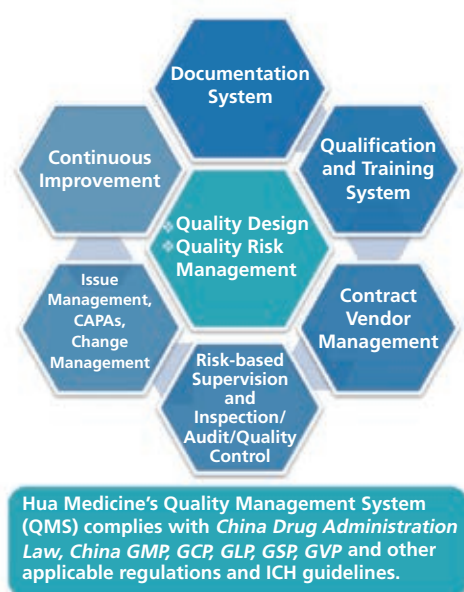 Documentation
System
Qualification
and Training
System
Contract
Vendor
Management
Risk-based
Supervision
and
Inspection/
Audit/Quality
Control
Issue
Management,
CAPAs,
Change
Management
Continuous
Improvement
Quality Design
Quality Risk
Management
Hua Medicine's Quality Management System
(QMS) complies with China Drug Administration
Law, China GMP, GCP, GLP, GSP, GVP and other
applicable regulations and ICH guidelines.